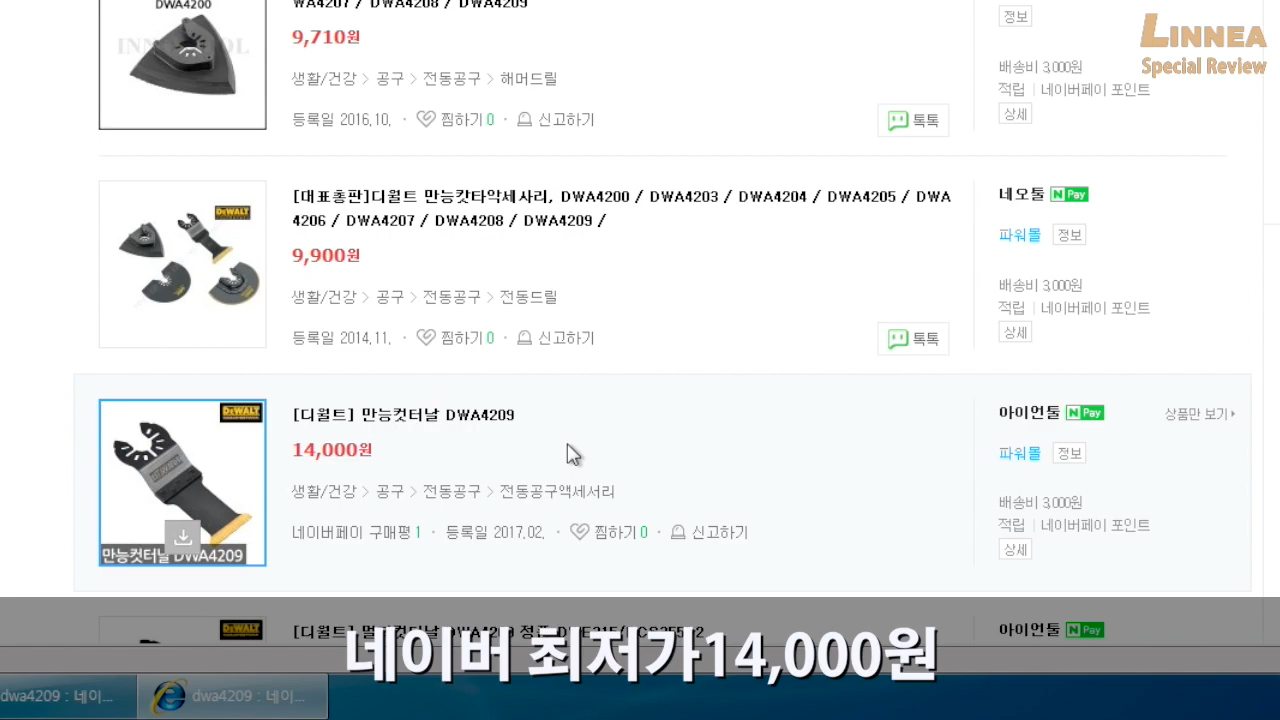 DWA4200
WA4207 / DWA4208 / DWA4209
9,710원
생활/건강 > 공구 > 전동공구 > 해머드릴
등록일 2016.10. · 찜하기 0 · 신고하기
톡톡
정보
배송비 3,000원
적립 | 네이버페이 포인트
상세
LINNEA
Special Review
DEWALT
[대표총판]디월트 만능캇타악세사리, DWA4200 / DWA4203 / DWA4204 / DWA4205 / DWA
4206 / DWA4207 / DWA4208 / DWA4209 /
9,900원
생활/건강 > 공구 > 전동공구 > 전동드릴
등록일 2014.11. · 찜하기 0 · 신고하기
톡톡
네오툴 N Pay
파워몰 정보
배송비 3,000원
적립 | 네이버페이 포인트
상세
DEWALT
만능컷터날 DWA4209
[디월트] 만능컷터날 DWA4209
14,000원
생활/건강 > 공구 > 전동공구 > 전동공구액세서리
네이버페이 구매평 1 · 등록일 2017.02. · 찜하기 0 · 신고하기
아이언툴 N Pay
상품만 보기
파워몰 정보
배송비 3,000원
적립 | 네이버페이 포인트
상세
DEWALT
[디월트]
아이언툴 N Pay
네이버 최저가14,000원
dwa4209 : 네이...
dwa4209 : 네이...